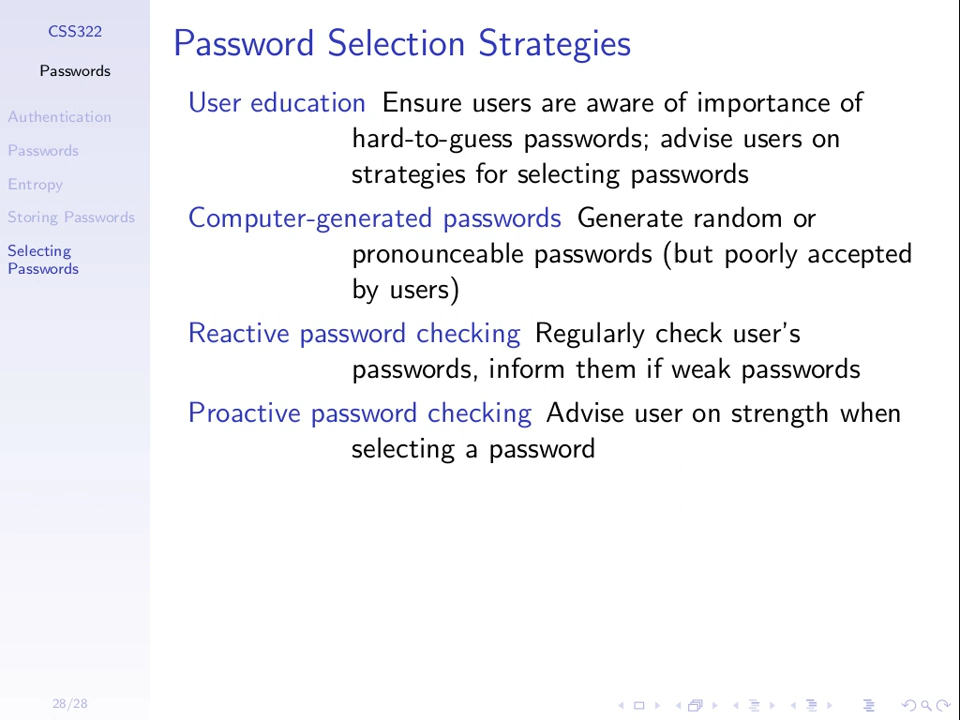 CSS322
Passwords
Authentication
Passwords
Entropy
Storing Passwords
Selecting
Passwords
Password Selection Strategies
User education Ensure users are aware of importance of
hard-to-guess passwords; advise users on
strategies for selecting passwords
Computer-generated passwords Generate random or
pronounceable passwords (but poorly accepted
by users)
Reactive password checking Regularly check user's
passwords, inform them if weak passwords
Proactive password checking Advise user on strength when
selecting a password
28/28